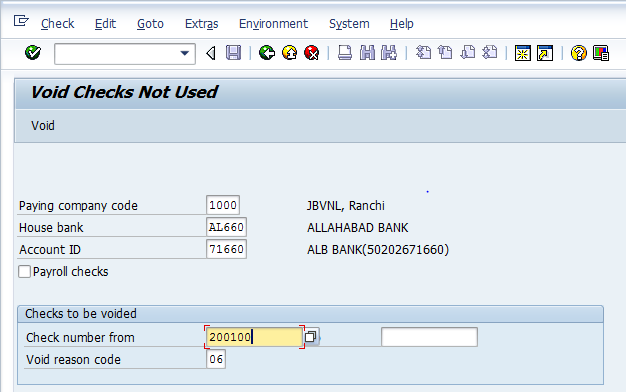 Check Edit Goto Extras Environment System Help
Void Checks Not Used
Void
Paying company code 1000 JBVNL, Ranchi
House bank AL660 ALLAHABAD BANK
Account ID 71660 ALB BANK(50202671660)
Payroll checks
Checks to be voided
Check number from 200100
Void reason code 06